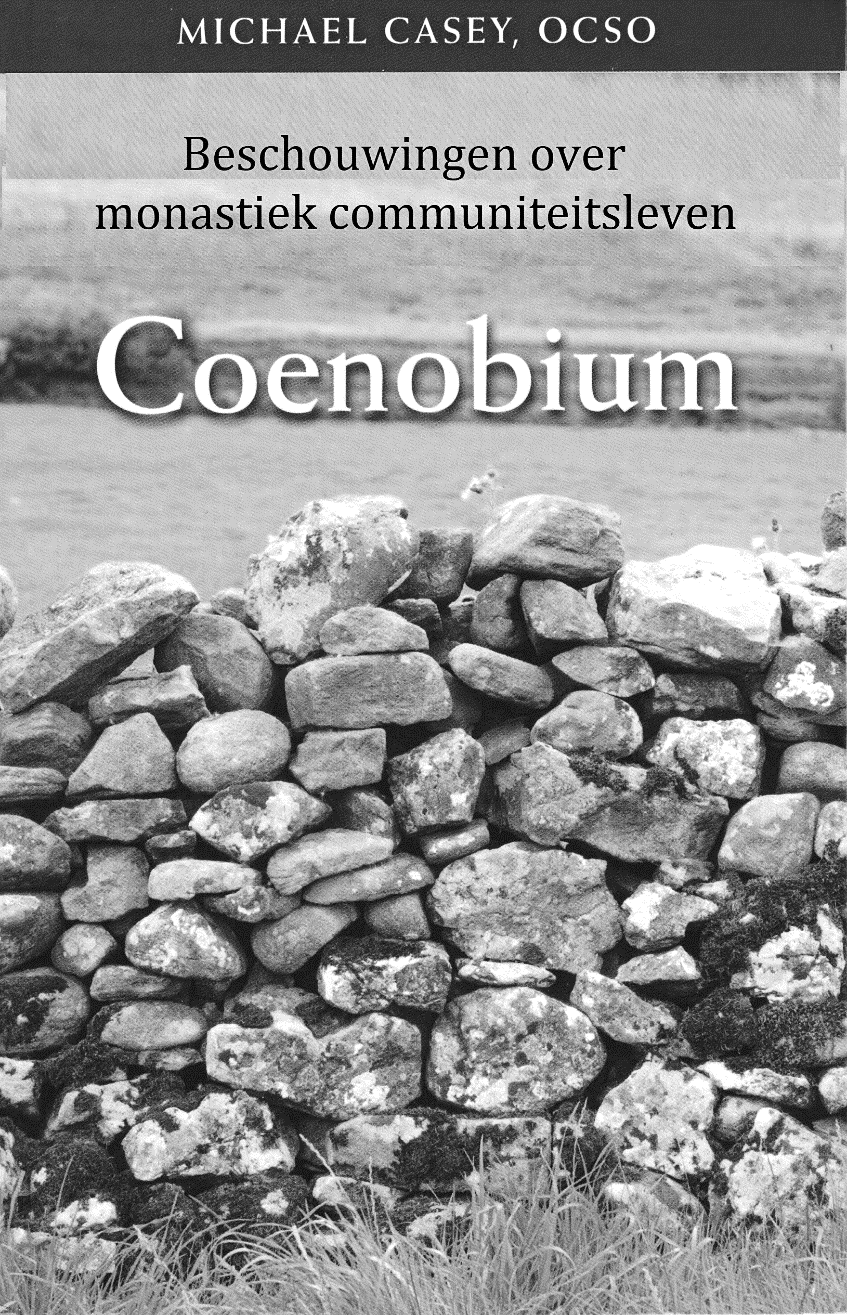 MICHAEL CASEY, OCSO
Beschouwingen over
monastiek communiteitsleven
Coenobium